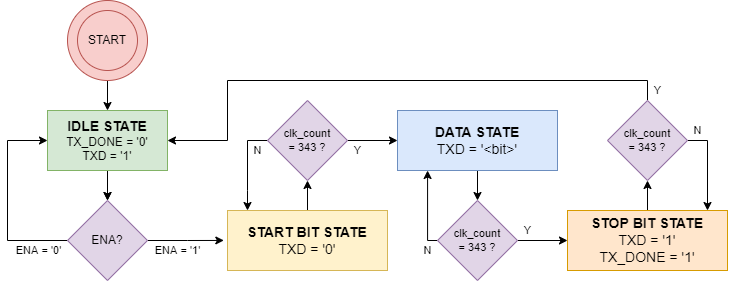 START
IDLE STATE
TX_DONE = '0'
TXD = '1'
ENA?
ENA = '0'
ENA = '1'
START BIT STATE
TXD = '0'
clk_count
= 343 ?
N
Y
DATA STATE
TXD = '<bit>'
clk_count
= 343 ?
N
Y
STOP BIT STATE
TXD = '1'
TX_DONE = '1'
clk_count
= 343 ?
N
Y